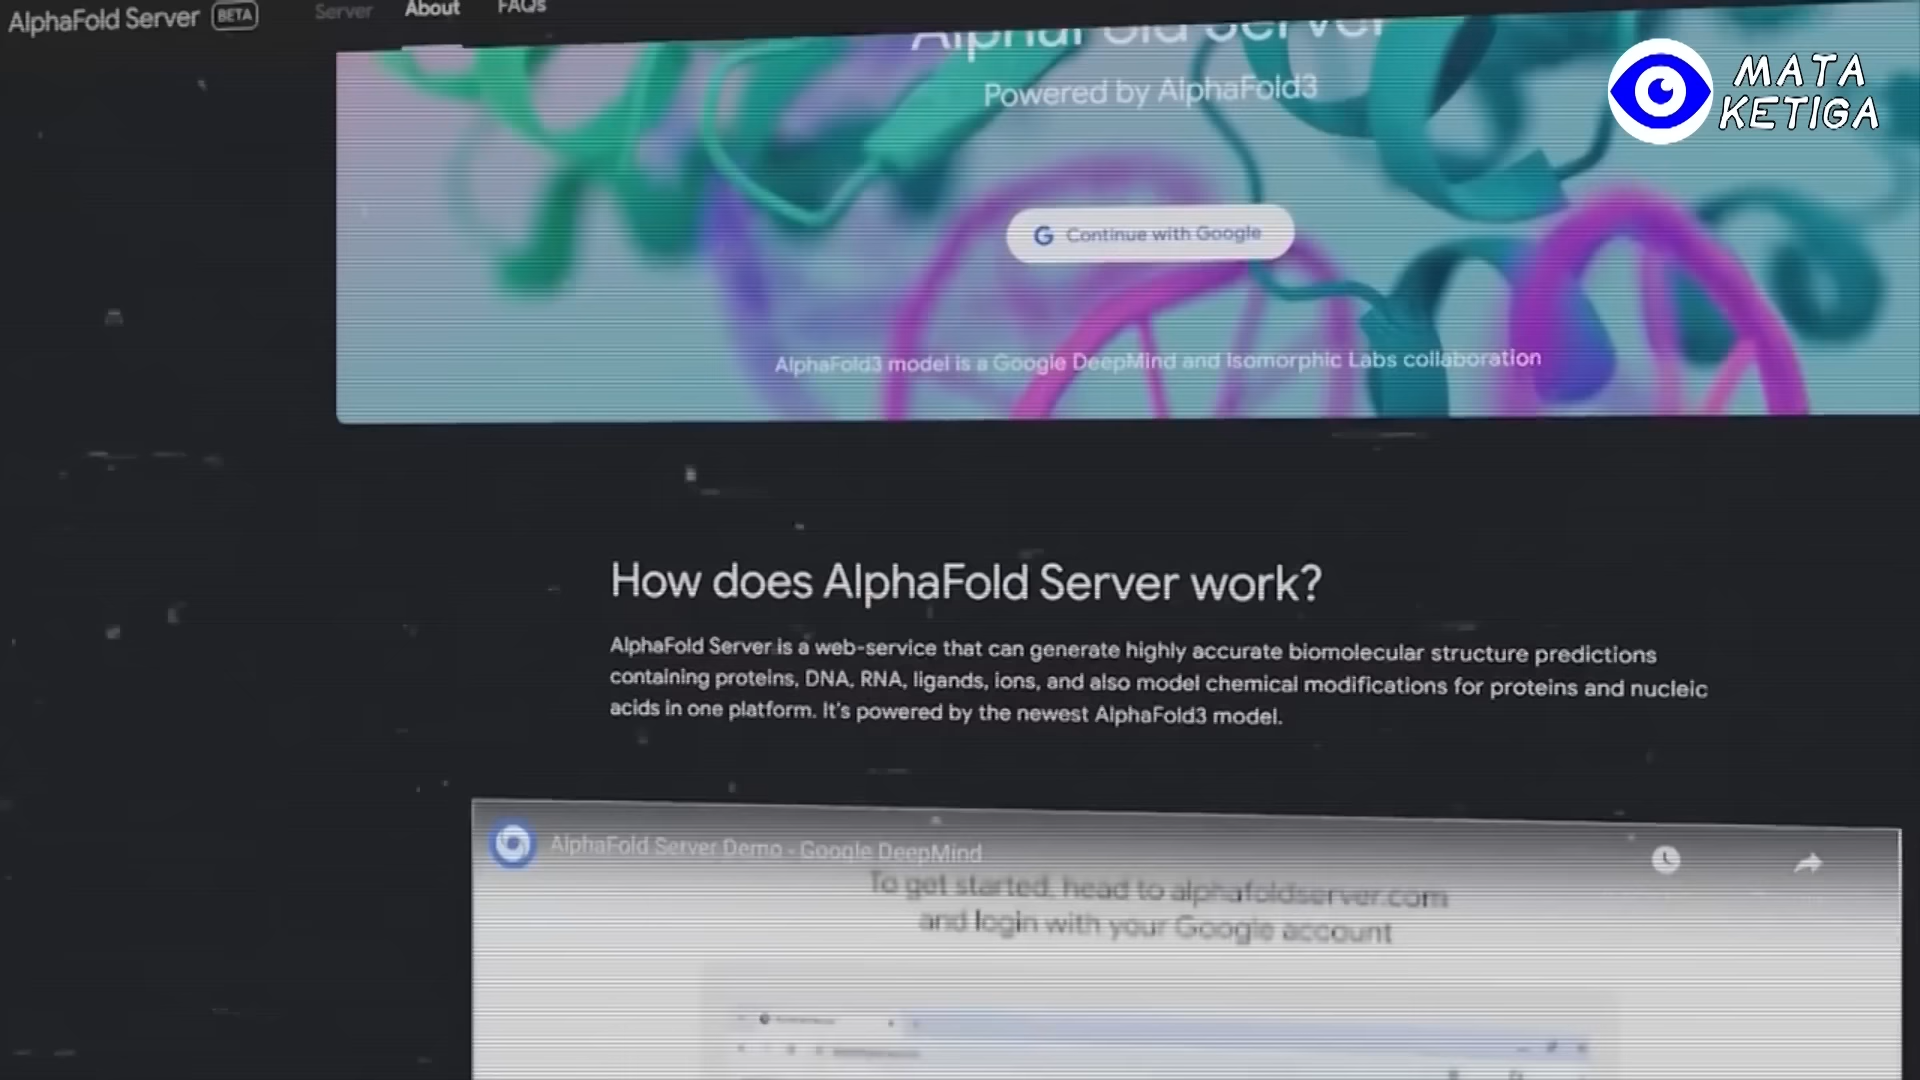 AlphaFold Server BETA Server About FAQs
AlphaFold Server
Powered by AlphaFold3
MATA
KETIGA
Continue with Google
AlphaFold3 model is a Google DeepMind and Isomorphic Labs collaboration
How does AlphaFold Server work?
AlphaFold Server is a web-service that can generate highly accurate biomolecular structure predictions
containing proteins, DNA, RNA, ligands, ions, and also model chemical modifications for proteins and nucleic
acids in one platform. It's powered by the newest AlphaFold3 model.
AlphaFold Server Demo - Google DeepMind
To get started, head to alphafoldserver.com
and login with your Google account